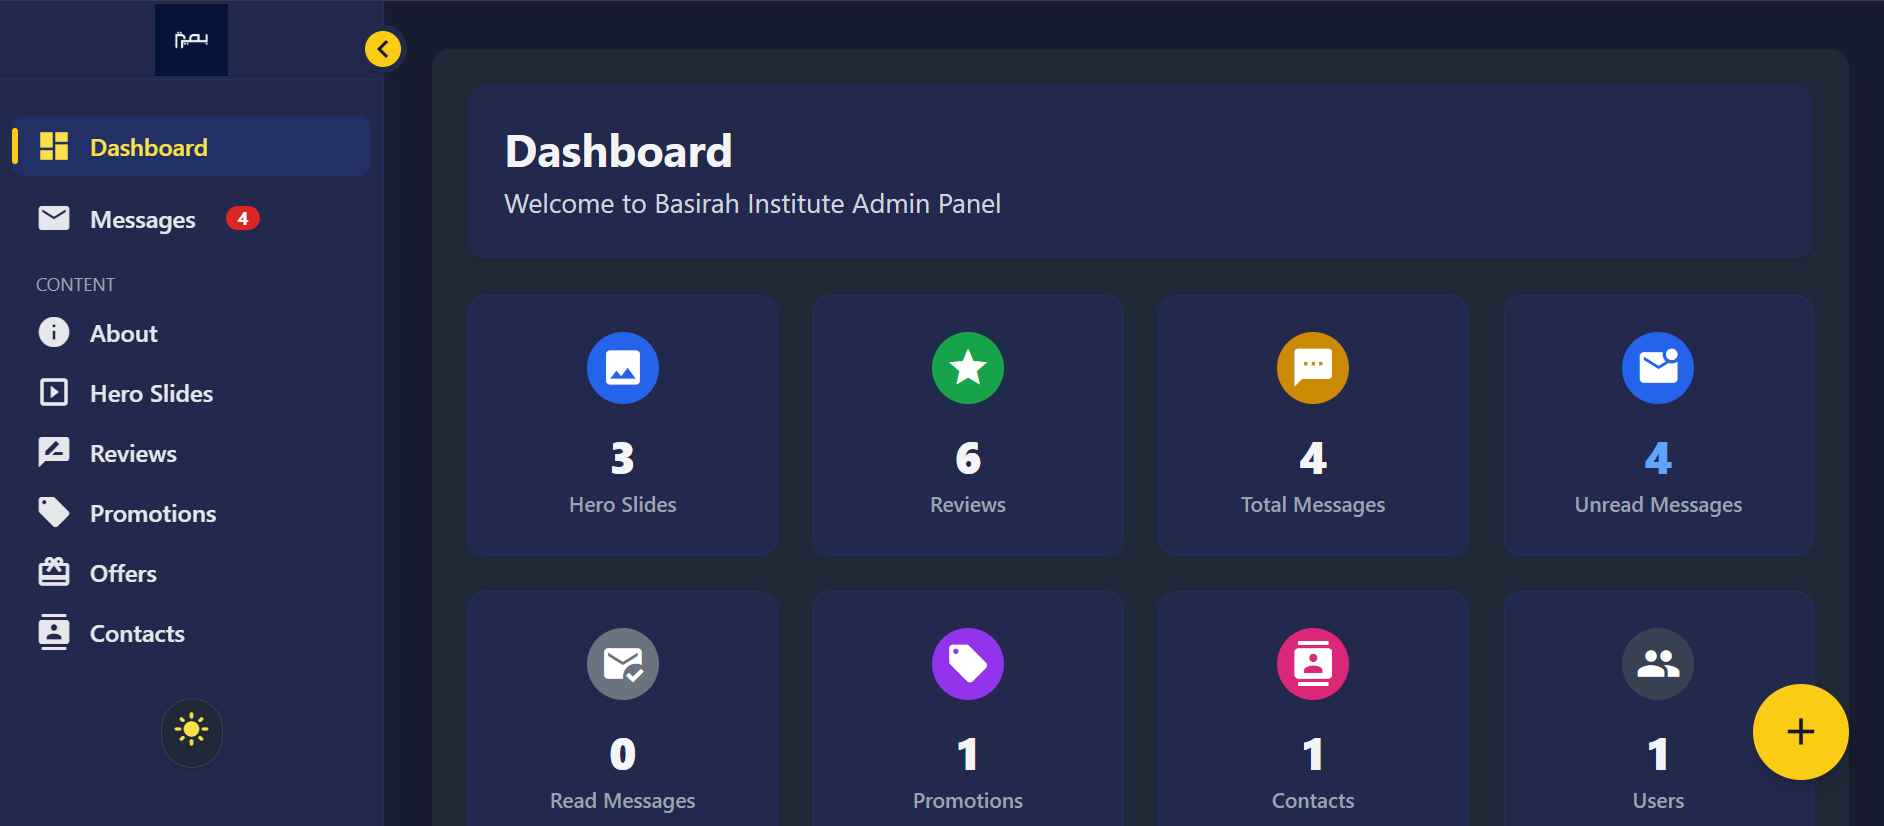 Dashboard
Messages 4
CONTENT
About
Hero Slides
Reviews
Promotions
Offers
Contacts
Dashboard
Welcome to Basirah Institute Admin Panel
3
Hero Slides
6
Reviews
4
Total Messages
4
Unread Messages
0
Read Messages
1
Promotions
1
Contacts
1
Users